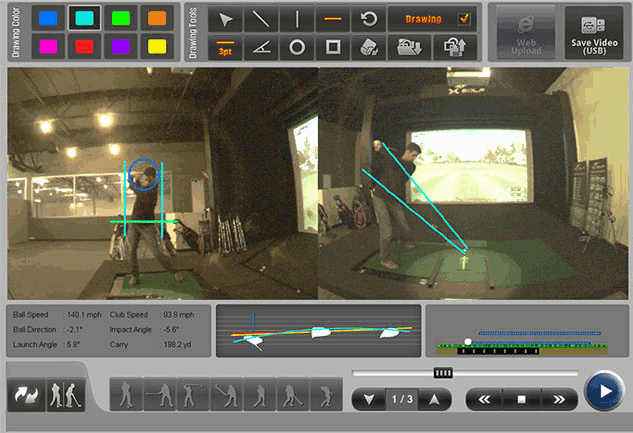 Drawing Color
Drawing Tools
Drawing
3pt
Web
Upload
Save Video
(USB)
Ball Speed : 140.1 mph Club Speed : 93.8 mph
Ball Direction : -2.1° Impact Angle : -5.6°
Launch Angle : 5.8° Carry : 198.2 yd
1 / 3